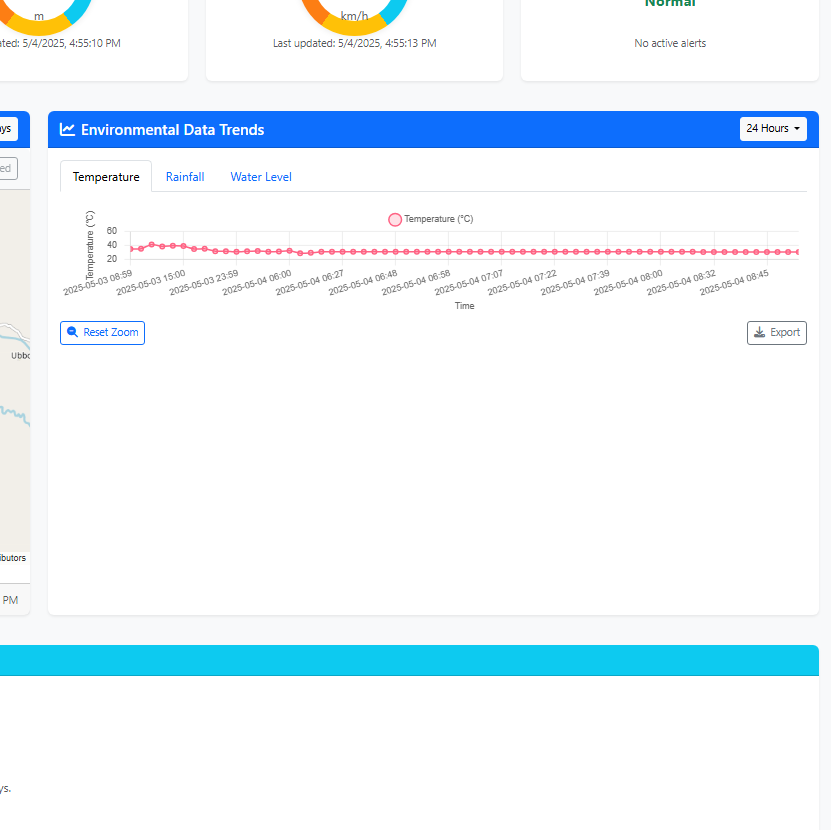 m
km/h
Normal
ated: 5/4/2025, 4:55:10 PM
Last updated: 5/4/2025, 4:55:13 PM
No active alerts
ays
Environmental Data Trends
24 Hours
ed
Temperature
Rainfall
Water Level
Temperature (°C)
Temperature (°C)
60
40
20
2025-05-03 08:59
2025-05-03 15:00
2025-05-03 23:59
2025-05-04 06:00
2025-05-04 06:27
2025-05-04 06:48
2025-05-04 06:58
2025-05-04 07:07
2025-05-04 07:22
2025-05-04 07:39
2025-05-04 08:00
2025-05-04 08:32
2025-05-04 08:45
Time
Reset Zoom
Export
Ubbo
ibutors
PM
ys.